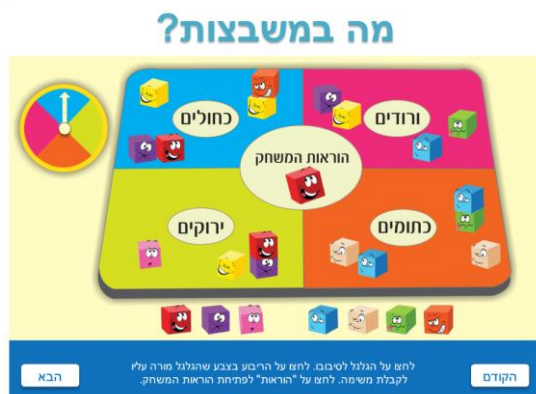 מה במשבצות?
ורודים
כחולים
הוראות המשחק
כתומים
ירוקים
לחצו על הגלגל לסיבובו. לחצו על הריבוע בצבע שהגלגל מורה עליו
לקבלת משימה. לחצו על "הוראות" לפתיחת הוראות המשחק.
הקודם
הבא